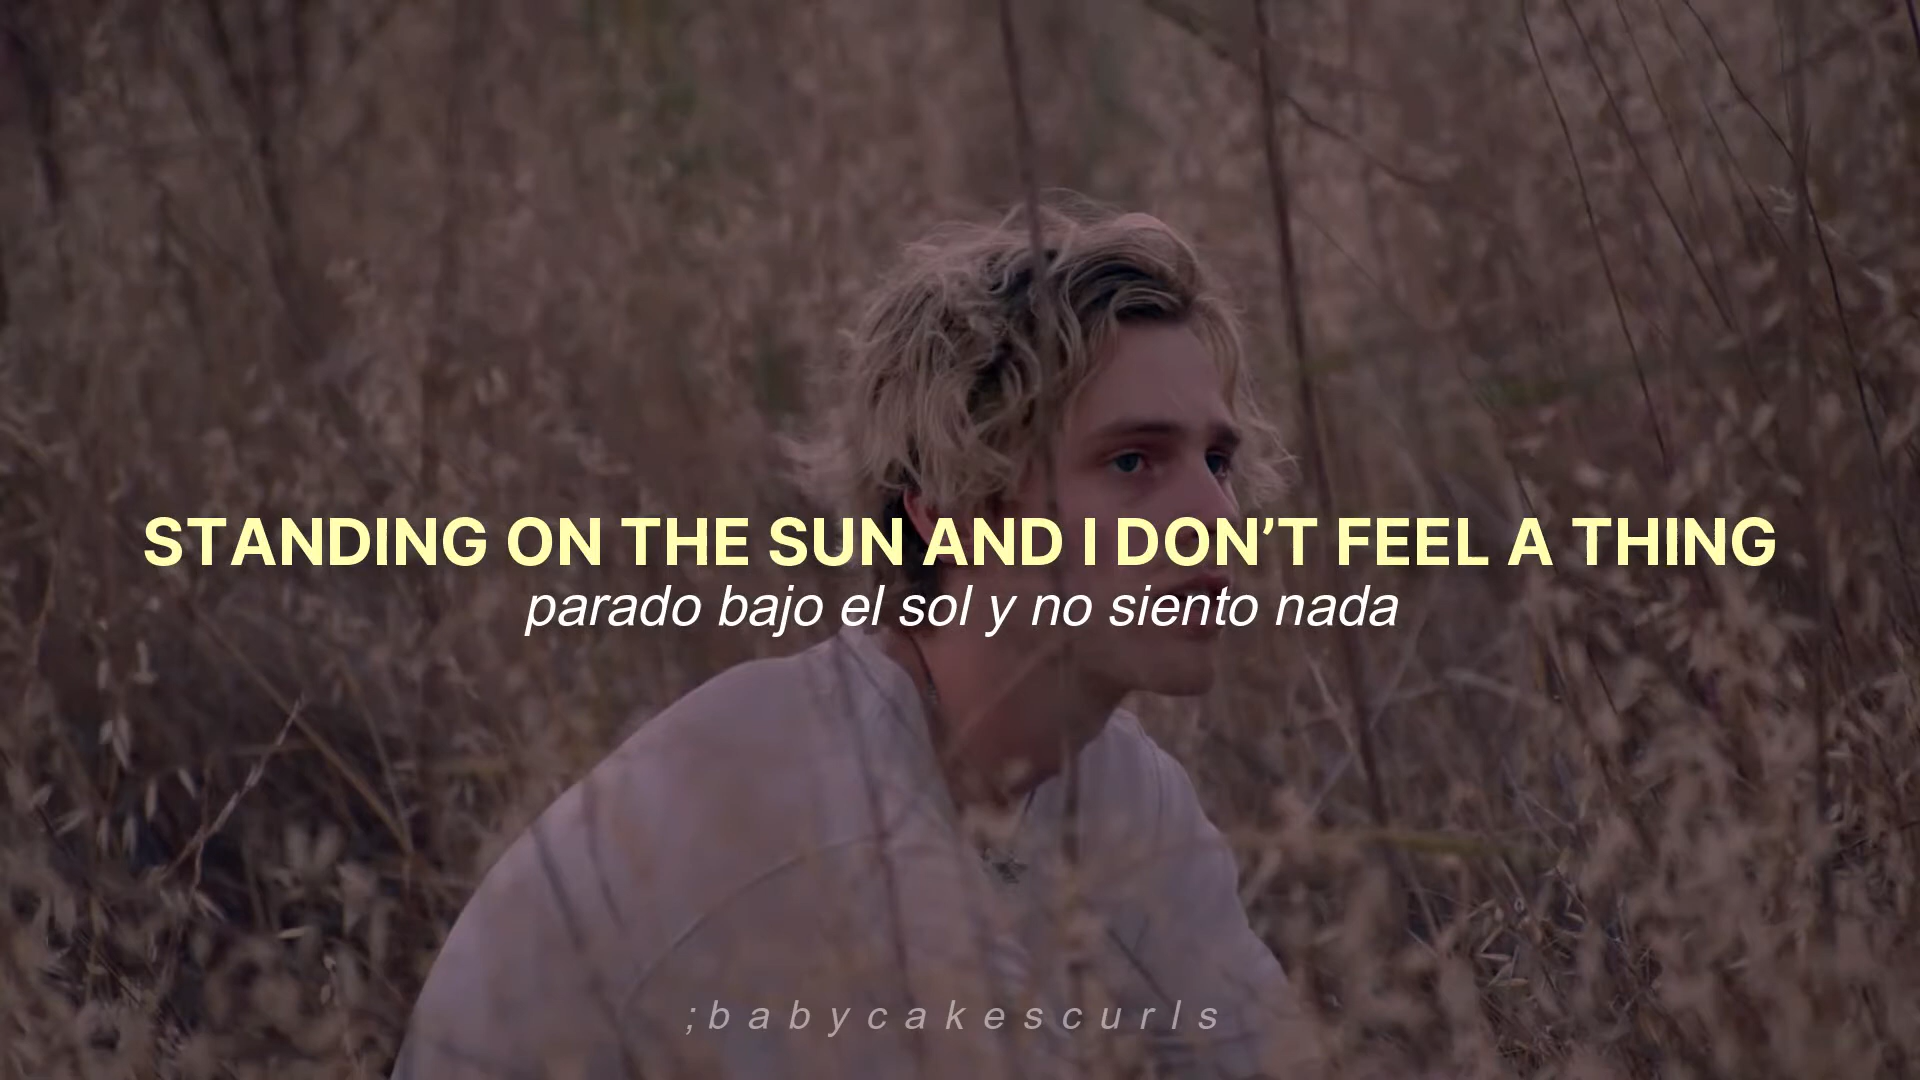 STANDING ON THE SUN AND I DON’T FEEL A THING
parado bajo el sol y no siento nada
;babycakescurls